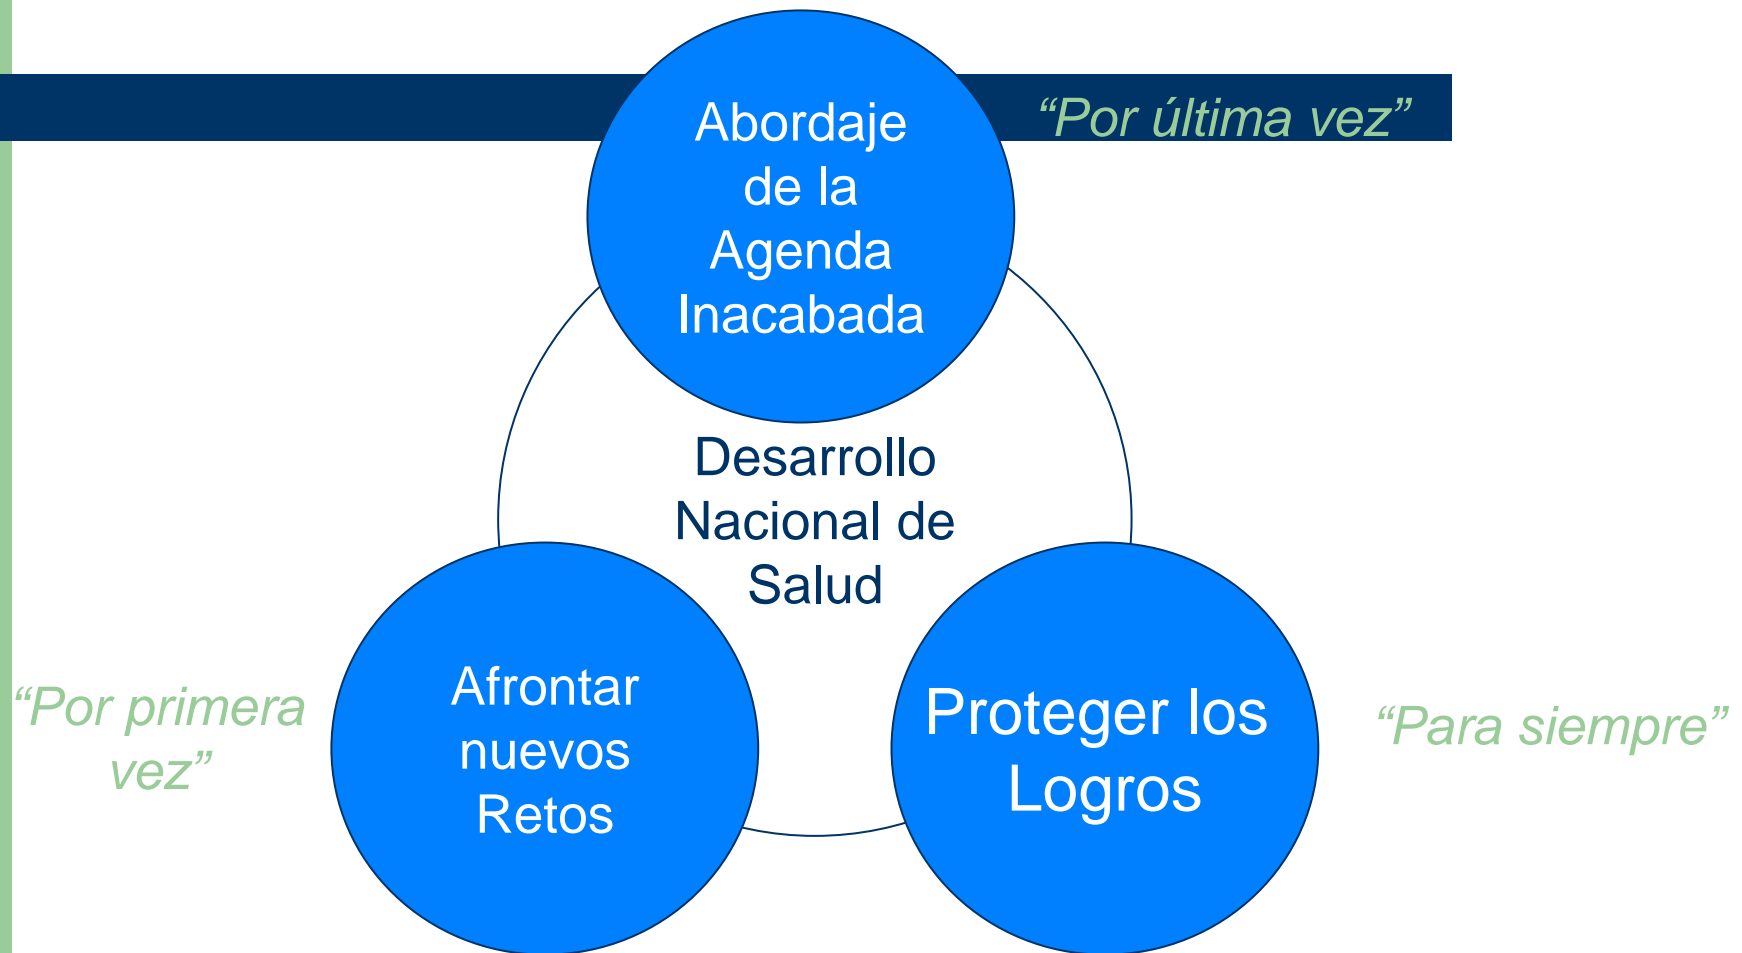 Abordaje
de la
Agenda
Inacabada
“Por última vez”
Desarrollo
Nacional de
Salud
“Por primera
vez”
Afrontar
nuevos
Retos
Proteger los
Logros
“Para siempre”